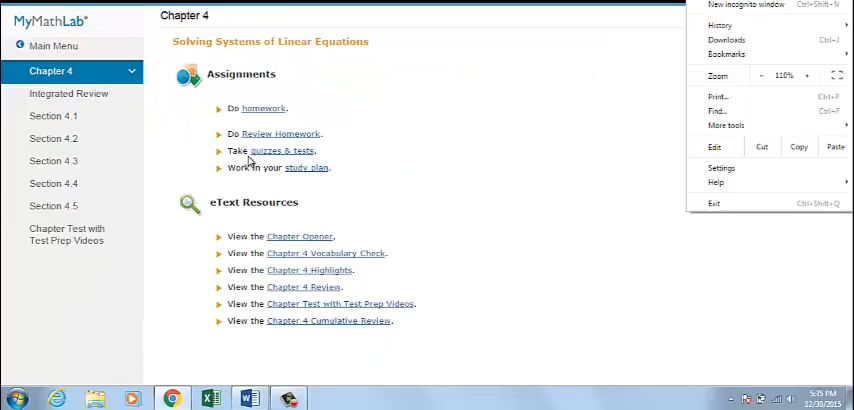 MyMathLab®
Main Menu
Chapter 4
Integrated Review
Section 4.1
Section 4.2
Section 4.3
Section 4.4
Section 4.5
Chapter Test with
Test Prep Videos
Chapter 4
Solving Systems of Linear Equations
Assignments
Do homework.
Do Review Homework.
Take quizzes & tests.
Work in your study plan.
eText Resources
View the Chapter Opener.
View the Chapter 4 Vocabulary Check.
View the Chapter 4 Highlights.
View the Chapter 4 Review.
View the Chapter Test with Test Prep Videos.
View the Chapter 4 Cumulative Review.
New incognito window Ctrl+Shift+N
History
Downloads Ctrl+J
Bookmarks
Zoom - 110% +
Print... Ctrl+P
Find... Ctrl+F
More tools
Edit Cut Copy Paste
Settings
Help
Exit Ctrl+Shift+Q
5:35 PM
12/30/2015